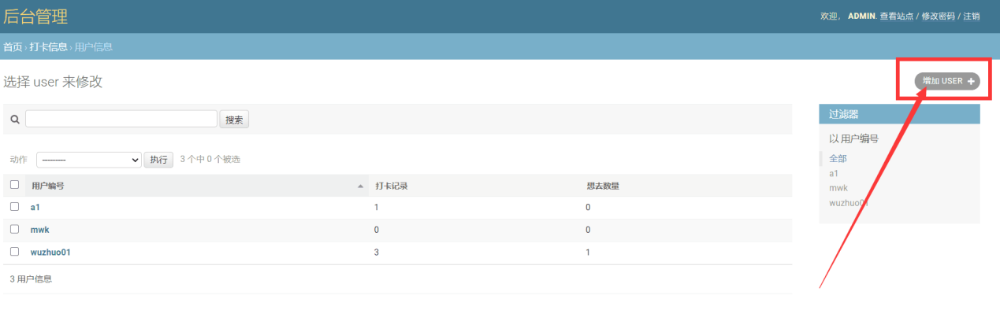 后台管理
欢迎， ADMIN. 查看站点 / 修改密码 / 注销
首页 › 打卡信息 › 用户信息
选择 user 来修改
增加 USER +
搜索
动作 --------- 执行 3 个中 0 个被选
用户编号 打卡记录 想去数量
a1 1 0
mwk 0 0
wuzhuo01 3 1
3 用户信息
过滤器
以 用户编号
全部
a1
mwk
wuzhuo01